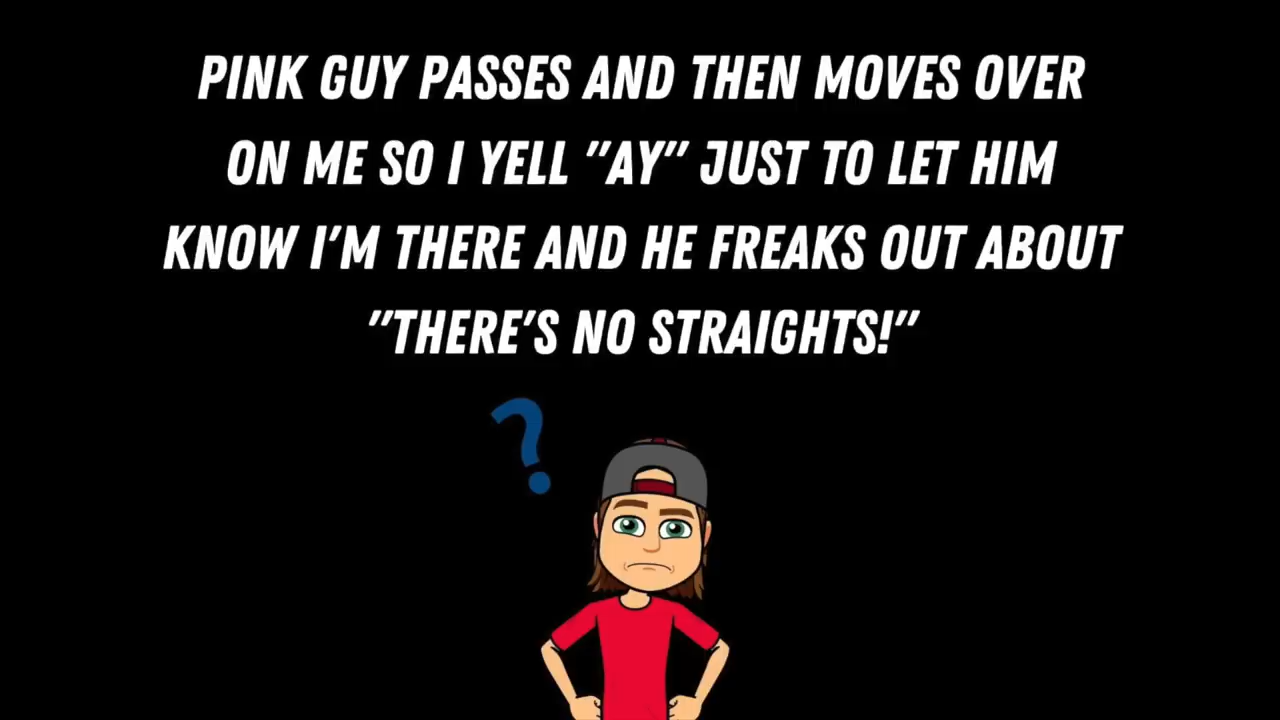 PINK GUY PASSES AND THEN MOVES OVER
ON ME SO I YELL "AY" JUST TO LET HIM
KNOW I'M THERE AND HE FREAKS OUT ABOUT
"THERE'S NO STRAIGHTS!"
?